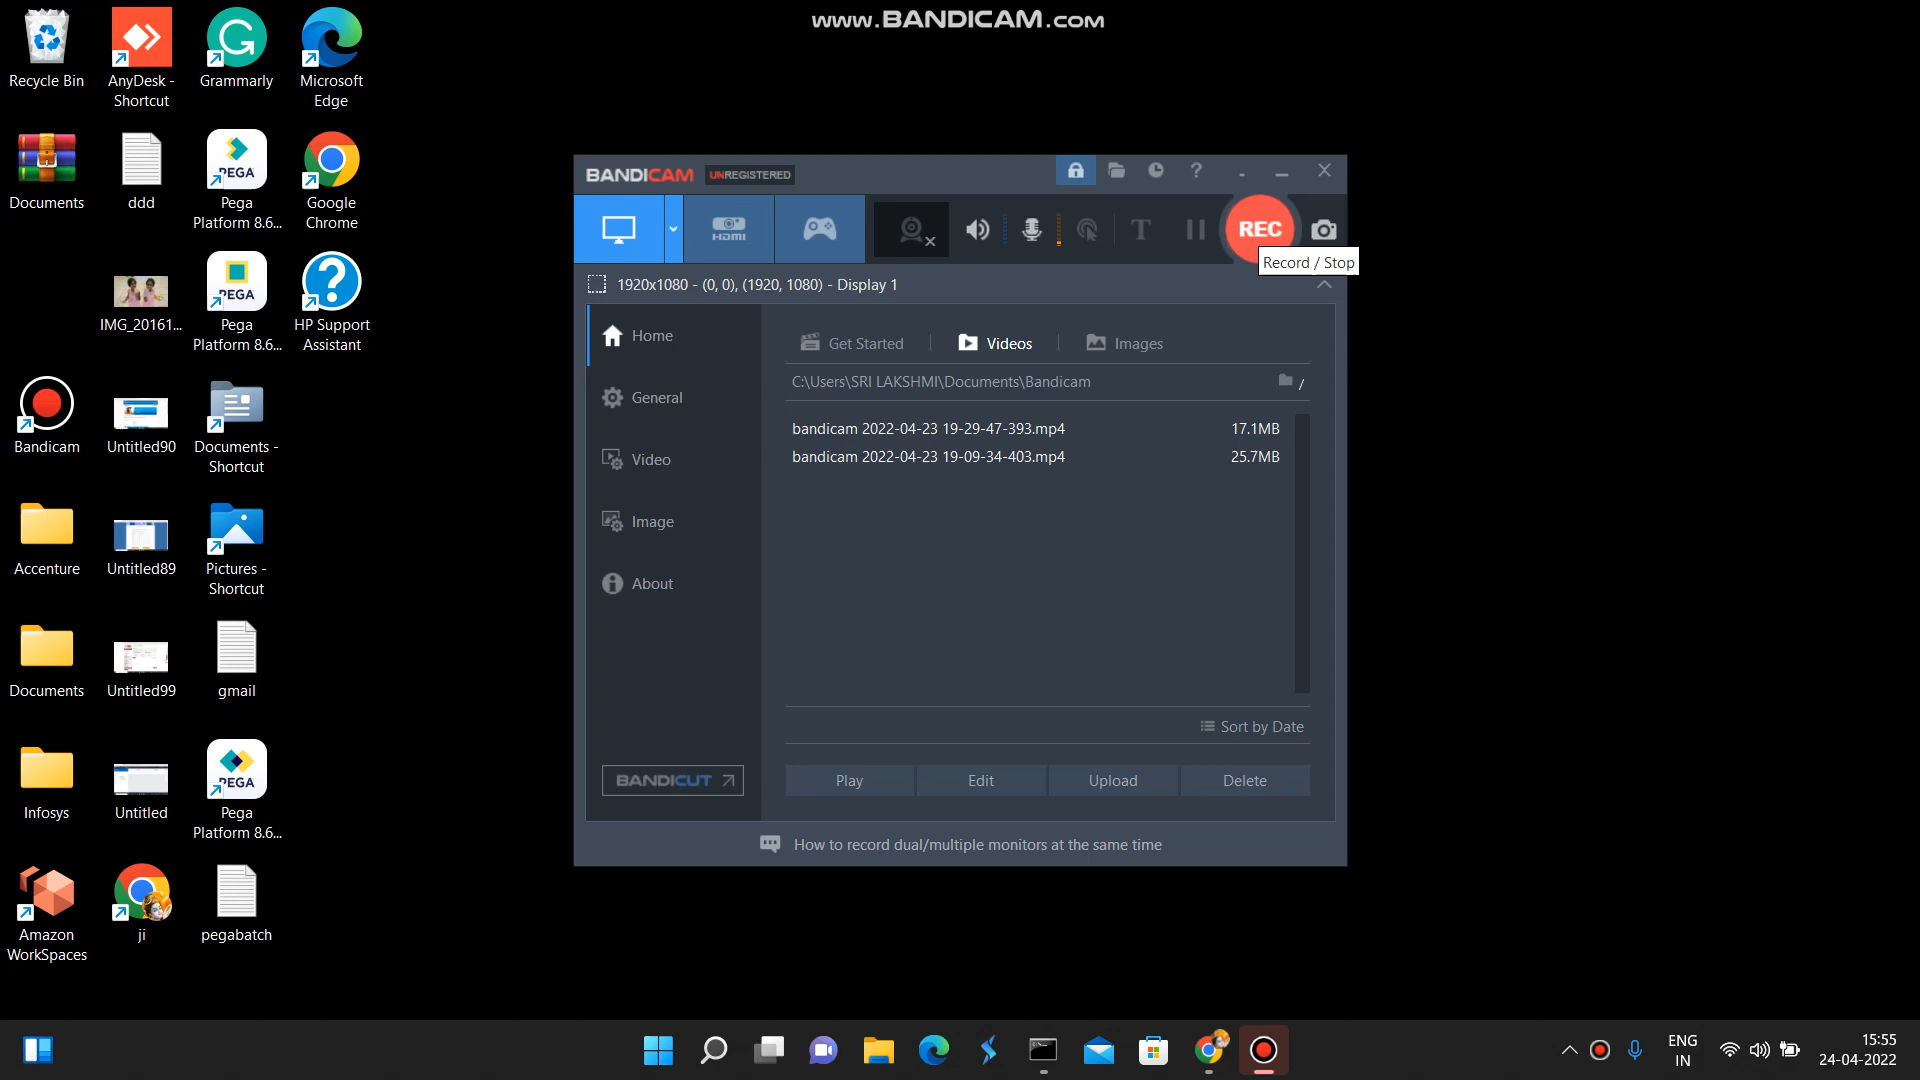 www.BANDICAM.com
Recycle Bin
AnyDesk -
Shortcut
Grammarly
Microsoft
Edge
Documents
ddd
PEGA
Pega
Platform 8.6...
Google
Chrome
IMG_20161...
PEGA
Pega
Platform 8.6...
HP Support
Assistant
Bandicam
Untitled90
Documents -
Shortcut
Accenture
Untitled89
Pictures -
Shortcut
Documents
Untitled99
gmail
Infosys
Untitled
PEGA
Pega
Platform 8.6...
Amazon
WorkSpaces
ji
pegabatch
BANDICAM UNREGISTERED
HDMI
T
REC
Record / Stop
1920x1080 - (0, 0), (1920, 1080) - Display 1
Home
General
Video
Image
About
BANDICUT
Get Started
Videos
Images
C:\Users\SRI LAKSHMI\Documents\Bandicam
/
bandicam 2022-04-23 19-29-47-393.mp4 17.1MB
bandicam 2022-04-23 19-09-34-403.mp4 25.7MB
Sort by Date
Play
Edit
Upload
Delete
How to record dual/multiple monitors at the same time
ENG
IN
15:55
24-04-2022